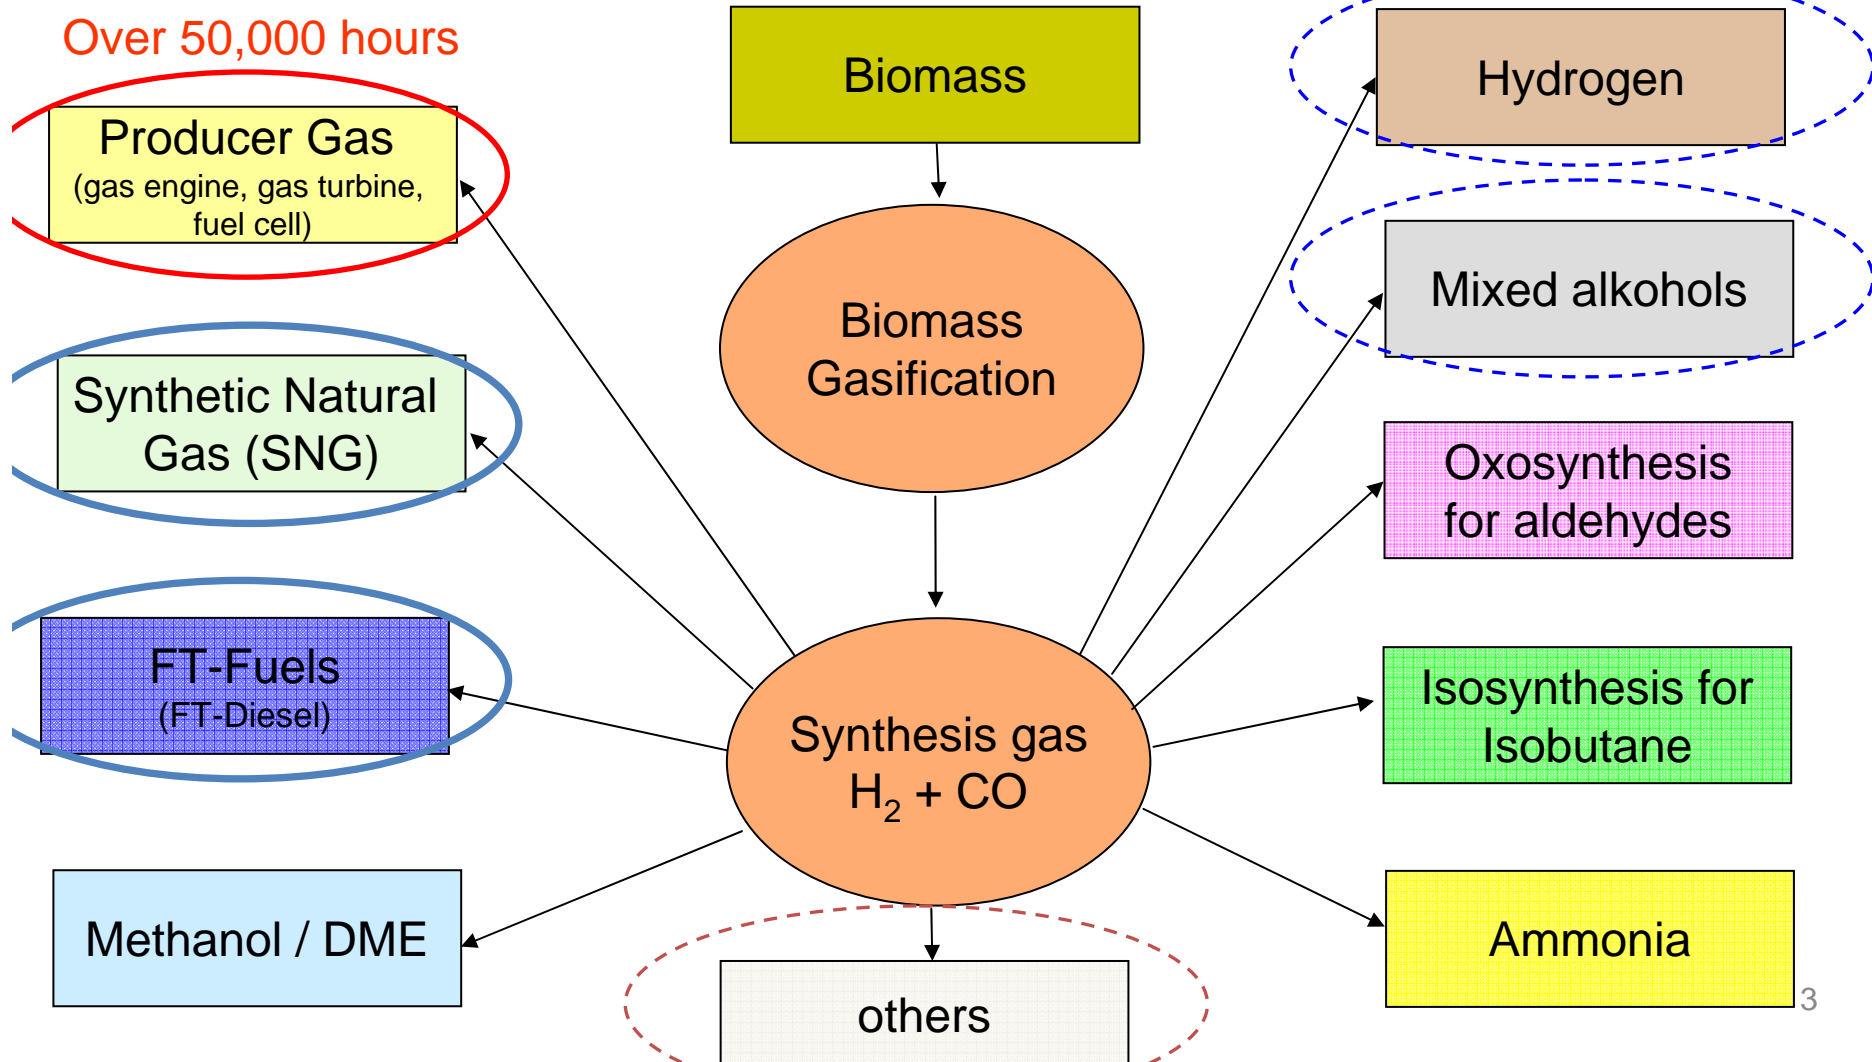 Over 50,000 hours
Producer Gas
(gas engine, gas turbine,
fuel cell)
Synthetic Natural
Gas (SNG)
FT-Fuels
(FT-Diesel)
Methanol / DME
Biomass
Biomass
Gasification
Synthesis gas
H₂ + CO
others
Hydrogen
Mixed alkohols
Oxosynthesis
for aldehydes
Isosynthesis for
Isobutane
Ammonia
3